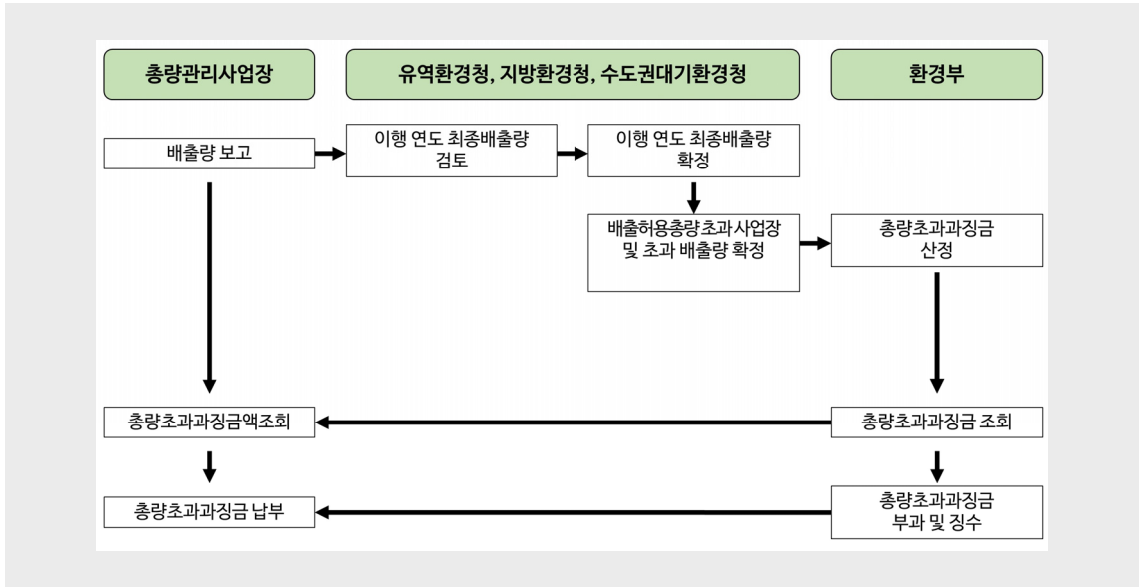 총량관리사업장
유역환경청, 지방환경청, 수도권대기환경청
환경부
배출량 보고
이행 연도 최종배출량
검토
이행 연도 최종배출량
확정
배출허용총량 초과 사업장
및 초과 배출량 확정
총량초과과징금
산정
총량초과과징금액조회
총량초과과징금 조회
총량초과과징금 납부
총량초과과징금
부과 및 징수